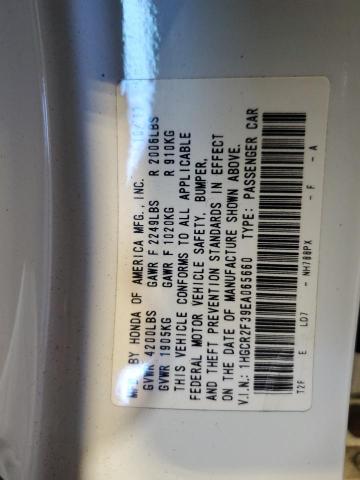 MFD. BY HONDA OF AMERICA MFG., INC.
GVWR 4200LBS GAWR F 2249LBS R 2006LBS
GVWR 1905KG GAWR F 1020KG R 910KG
THIS VEHICLE CONFORMS TO ALL APPLICABLE
FEDERAL MOTOR VEHICLE SAFETY, BUMPER,
AND THEFT PREVENTION STANDARDS IN EFFECT
ON THE DATE OF MANUFACTURE SHOWN ABOVE.
V.I.N.: 1HGCR2F39EA065660 TYPE: PASSENGER CAR
T2F E LD7 - NH788PX - F - A